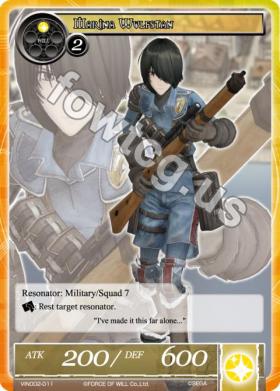 Marina Wulfstan
WILL
2
fowtcg.us
Resonator: Military/Squad 7
: Rest target resonator.
"I've made it this far alone..."
VIN002-011
©FORCE OF WILL Co.,Ltd.
©SEGA
ATK 200/ DEF 600